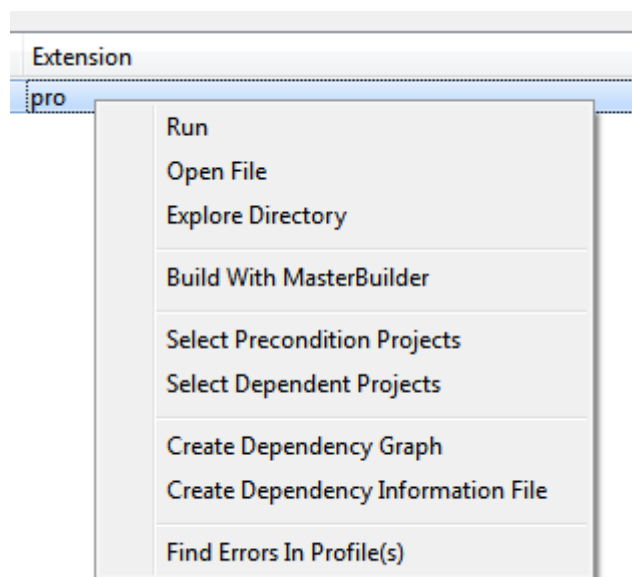 Extension
pro
Run
Open File
Explore Directory
Build With MasterBuilder
Select Precondition Projects
Select Dependent Projects
Create Dependency Graph
Create Dependency Information File
Find Errors In Profile(s)